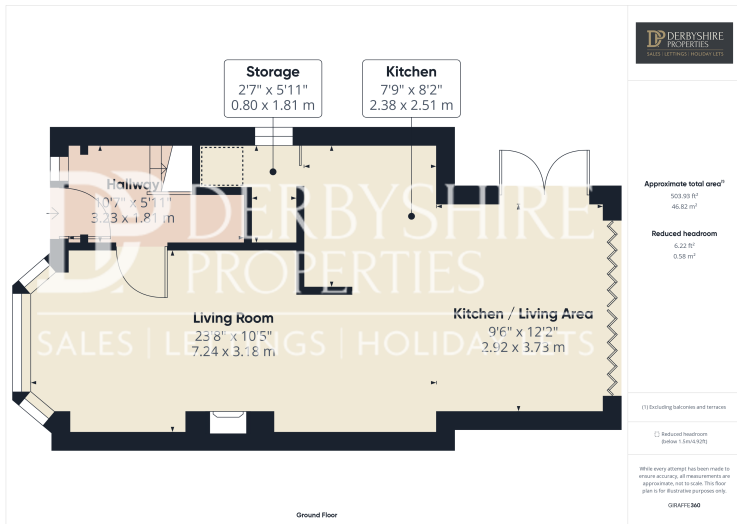 Storage
2'7" x 5'11"
0.80 x 1.81 m
Kitchen
7'9" x 8'2"
2.38 x 2.51 m
Hallway
10'7" x 5'11"
3.23 x 1.81 m
Living Room
23'8" x 10'5"
7.24 x 3.18 m
Kitchen / Living Area
9'6" x 12'2"
2.92 x 3.73 m
DERBYSHIRE
PROPERTIES
SALES | LETTINGS | HOLIDAY LETS
Ground Floor
DP DERBYSHIRE
PROPERTIES
SALES | LETTINGS | HOLIDAY LETS
Approximate total area(1)
503.93 ft²
46.82 m²
Reduced headroom
6.22 ft²
0.58 m²
(1) Excluding balconies and terraces
Reduced headroom
(below 1.5m/4.92ft)
While every attempt has been made to
ensure accuracy, all measurements are
approximate, not to scale. This floor
plan is for illustrative purposes only.
GIRAFFE360